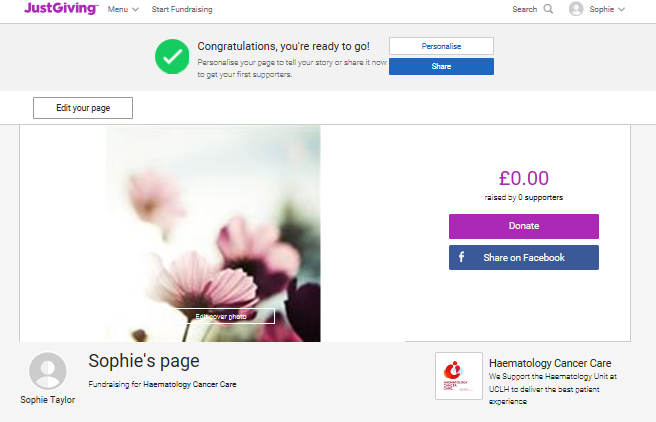 JustGiving™ Menu Start Fundraising Search Sophie
Congratulations, you're ready to go!
Personalise your page to tell your story or share it now
to get your first supporters.
Personalise
Share
Edit your page
£0.00
raised by 0 supporters
Donate
f Share on Facebook
Edit cover photo
Sophie's page
Fundraising for Haematology Cancer Care
Sophie Taylor
HAEMATOLOGY
CANCER
CARE
Haematology Cancer Care
We Support the Haematology Unit at
UCLH to deliver the best patient
experience